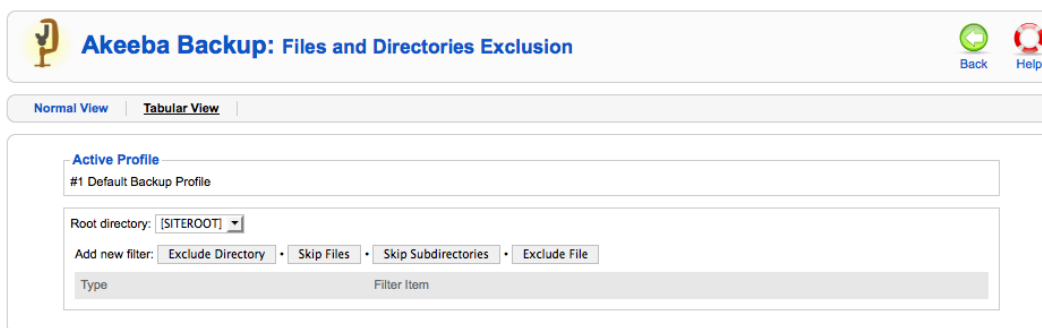 Akeeba Backup: Files and Directories Exclusion
Back Help
Normal View Tabular View
Active Profile
#1 Default Backup Profile
Root directory: [SITEROOT]
Add new filter: Exclude Directory • Skip Files • Skip Subdirectories • Exclude File
Type Filter Item